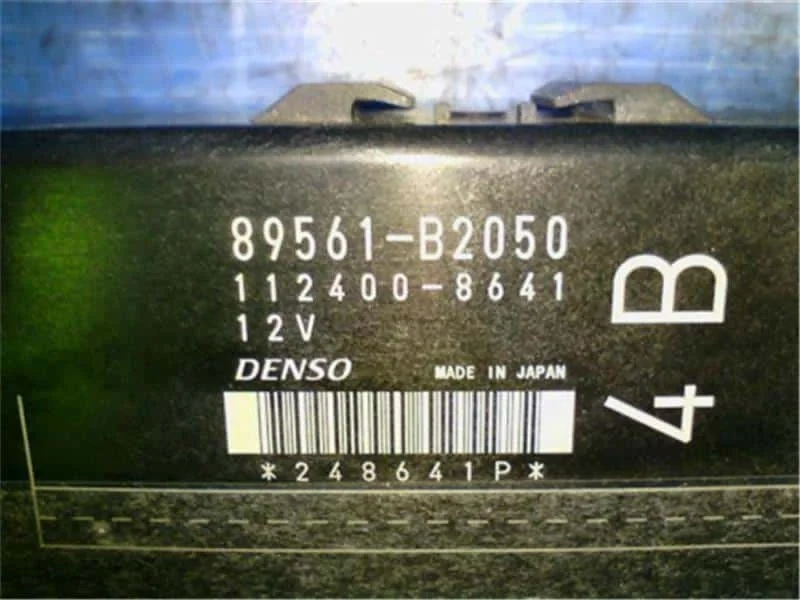 89561-B2050
112400-8641
12V
DENSO MADE IN JAPAN
*248641P*
4B